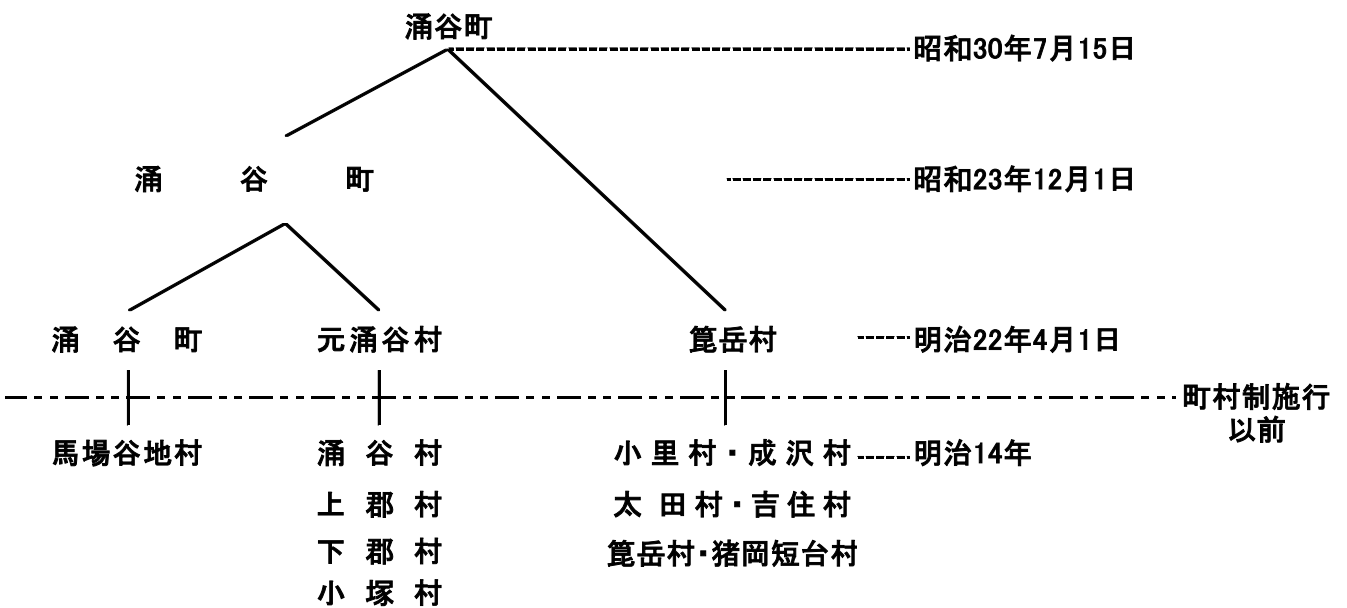 涌谷町
昭和30年7月15日
涌谷町
昭和23年12月1日
涌谷町 元涌谷村 箟岳村 明治22年4月1日
町村制施行
以前
馬場谷地村 涌谷村 小里村・成沢村 明治14年
上郡村 太田村・吉住村
下郡村 箟岳村・猪岡短台村
小塚村